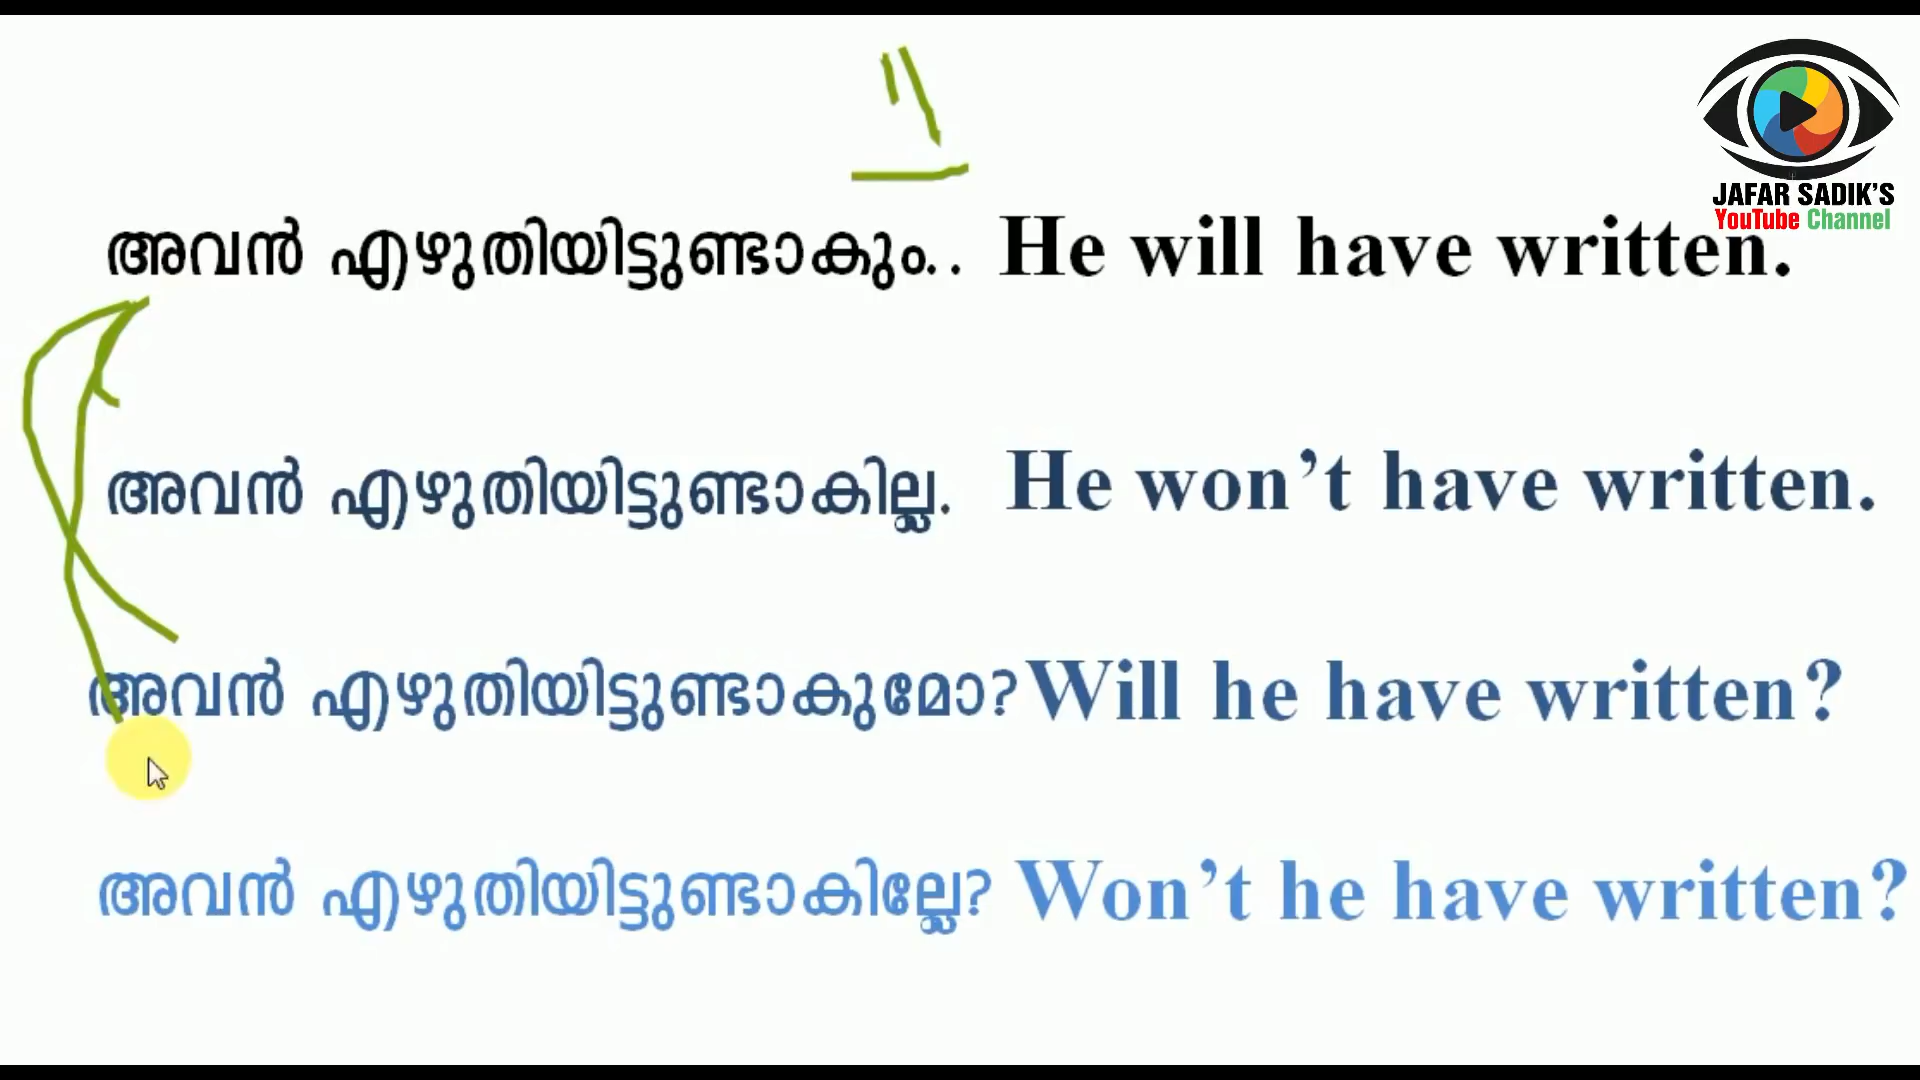 JAFAR SADIK'S
YouTube Channel
അവൻ എഴുതിയിട്ടുണ്ടാകും.. He will have written.
അവൻ എഴുതിയിട്ടുണ്ടാകില്ല. He won't have written.
അവൻ എഴുതിയിട്ടുണ്ടാകുമോ? Will he have written?
അവൻ എഴുതിയിട്ടുണ്ടാകില്ലേ? Won't he have written?